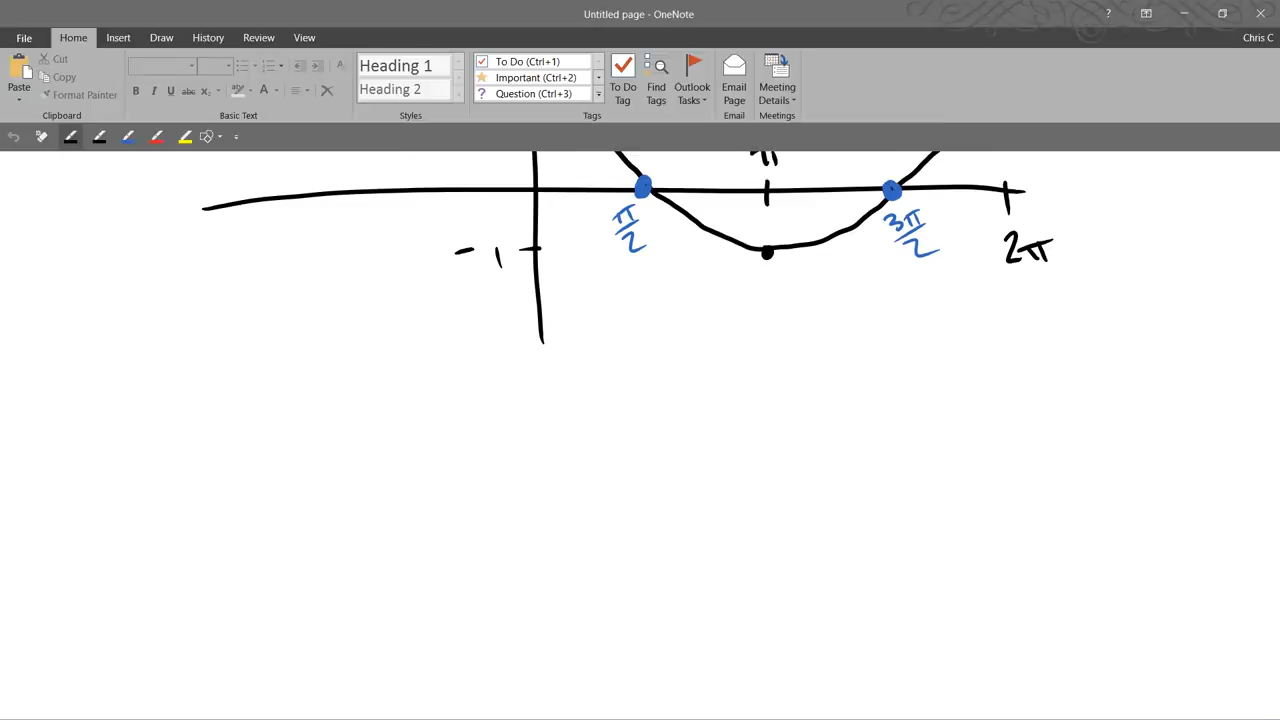 Untitled page - OneNote
?
File Home Insert Draw History Review View
Chris C
Paste
Cut
Copy
Format Painter
Clipboard
B I U abc x₂ A
Basic Text
Heading 1
Heading 2
Styles
To Do (Ctrl+1)
Important (Ctrl+2)
? Question (Ctrl+3)
To Do Tag
Find Tags
Outlook Tasks
Tags
Email Page
Email
Meeting Details
Meetings
π
π/2
3π/2
2π
-1